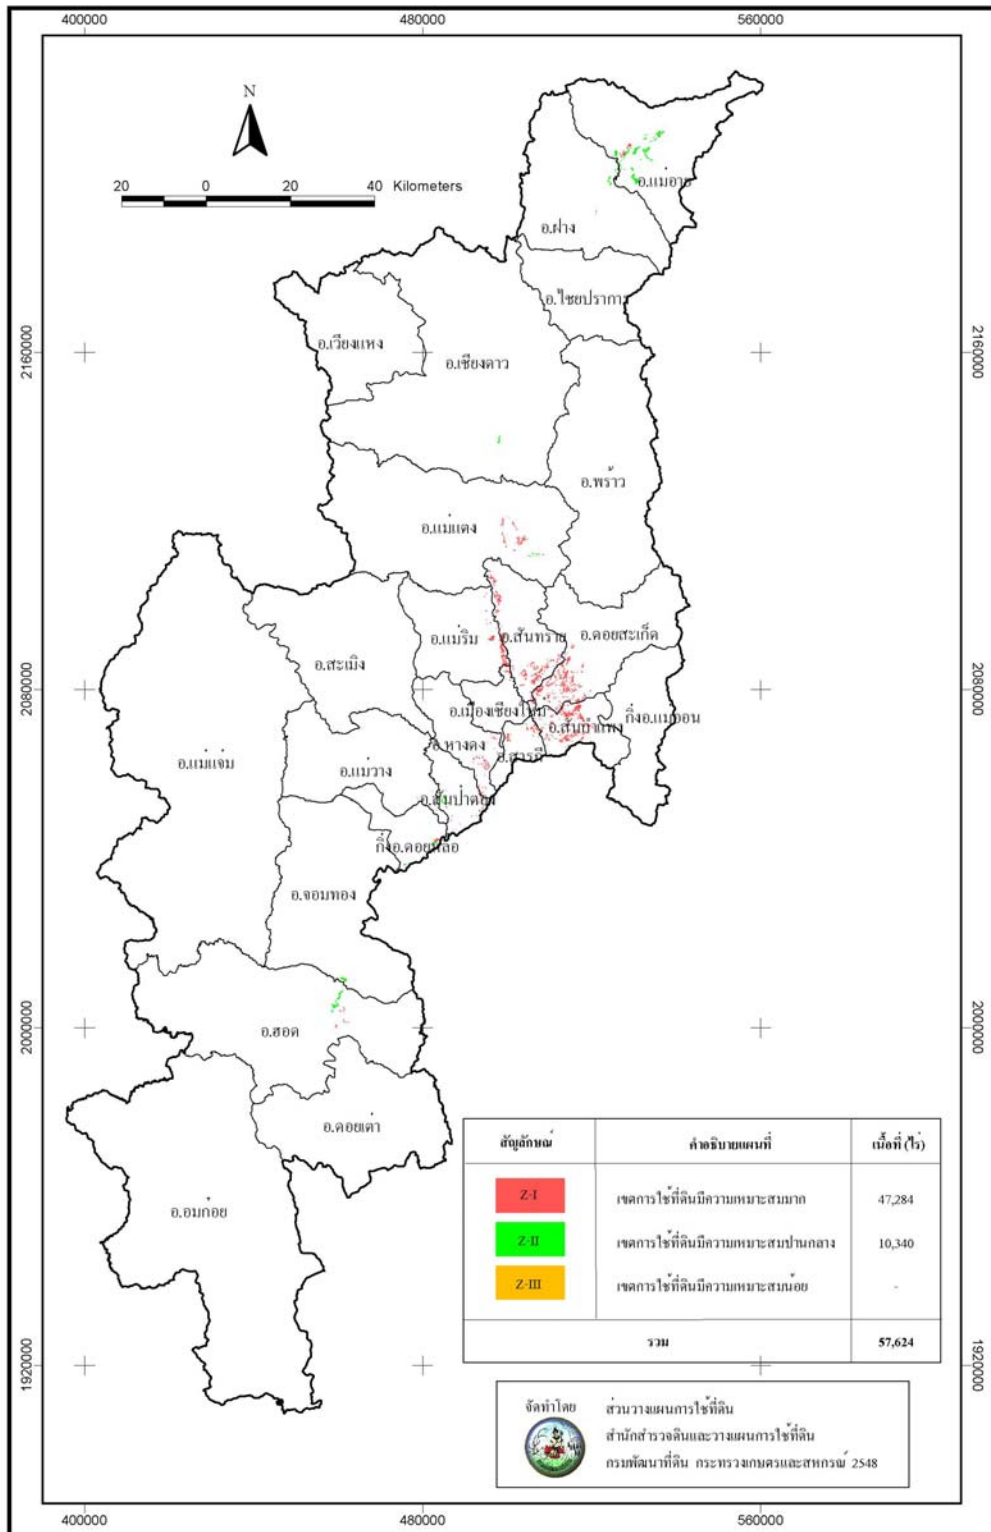 400000
480000
560000
N
20 0 20 40 Kilometers
อ.แม่อาย
อ.ฝาง
อ.ไชยปราการ
อ.เวียงแหง
2160000
2160000
อ.เชียงดาว
อ.พร้าว
อ.แม่แตง
อ.แม่ริม
อ.สันทราย
อ.ดอยสะเก็ด
อ.สะเมิง
2080000
2080000
อ.เมืองเชียงใหม่
อ.สันกำแพง
กิ่งอ.แม่ออน
อ.แม่แจ่ม
อ.หางดง
อ.สารภี
อ.แม่วาง
อ.สันป่าตอง
กิ่งอ.ดอยหล่อ
อ.จอมทอง
2000000
2000000
อ.ฮอด
อ.ดอยเต่า
อ.อมก๋อย
สัญลักษณ์ คำอธิบายแผนที่ เนื้อที่ (ไร่)
Z-I เขตการใช้ที่ดินมีความเหมาะสมมาก 47,284
Z-II เขตการใช้ที่ดินมีความเหมาะสมปานกลาง 10,340
Z-III เขตการใช้ที่ดินมีความเหมาะสมน้อย -
รวม 57,624
1920000
1920000
จัดทำโดย ส่วนวางแผนการใช้ที่ดิน
สำนักสำรวจดินและวางแผนการใช้ที่ดิน
กรมพัฒนาที่ดิน กระทรวงเกษตรและสหกรณ์ 2548
400000
480000
560000